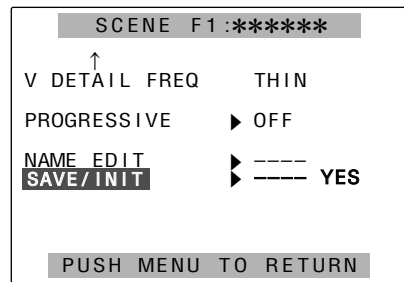 SCENE F1:******
↑
V DETAIL FREQ THIN
PROGRESSIVE ▶ OFF
NAME EDIT ▶ ----
SAVE/INIT ▶ ---- YES
PUSH MENU TO RETURN